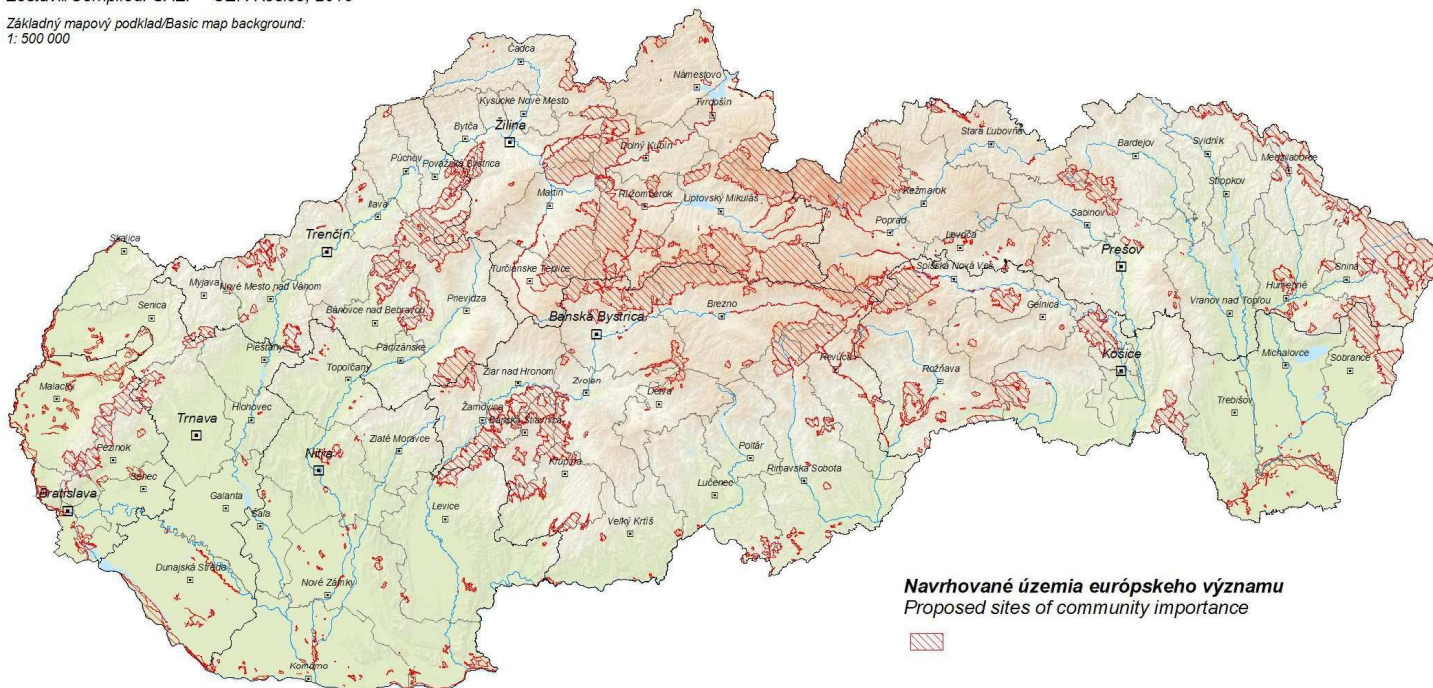 Základný mapový podklad/Basic map background:
1: 500 000
Čadca
Námestovo
Kysucké Nové Mesto
Tvrdošín
Bytča
Žilina
Stará Ľubovňa
Svidník
Bardejov
Dolný Kubín
Medzilaborce
Púchov
Považská Bystrica
Stropkov
Kežmarok
Martin
Ružomberok
Liptovský Mikuláš
Ilava
Sabinov
Poprad
Levoča
Skalica
Trenčín
Prešov
Turčianske Teplice
Spišská Nová Ves
Snina
Myjava
Nové Mesto nad Váhom
Humenné
Senica
Bánovce nad Bebravou
Prievidza
Brezno
Gelnica
Vranov nad Topľou
Banská Bystrica
Piešťany
Partizánske
Revúca
Košice
Michalovce
Sobrance
Topoľčany
Žiar nad Hronom
Zvolen
Rožňava
Malacky
Detva
Hlohovec
Žarnovica
Trebišov
Trnava
Banská Štiavnica
Zlaté Moravce
Poltár
Pezinok
Nitra
Krupina
Rimavská Sobota
Senec
Lučenec
Bratislava
Galanta
Levice
Šaľa
Veľký Krtíš
Dunajská Streda
Nové Zámky
Komárno
Navrhované územia európskeho významu
Proposed sites of community importance